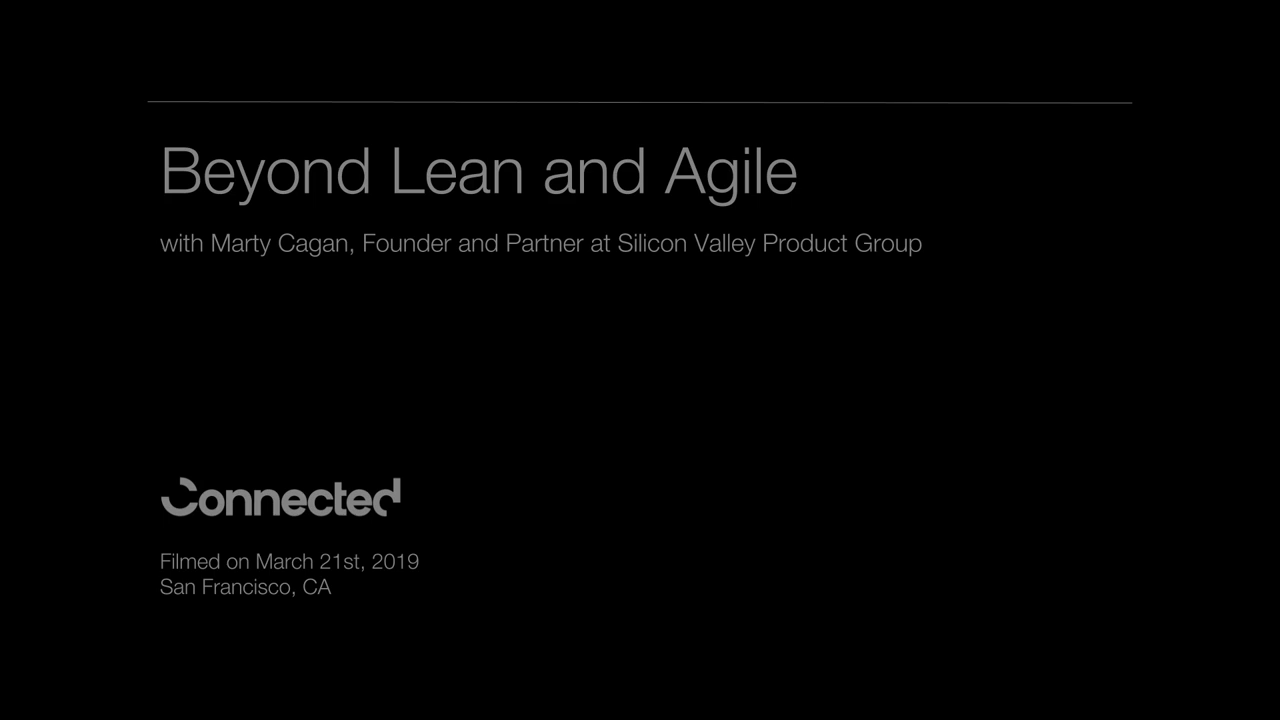 Beyond Lean and Agile
with Marty Cagan, Founder and Partner at Silicon Valley Product Group
Connected
Filmed on March 21st, 2019
San Francisco, CA